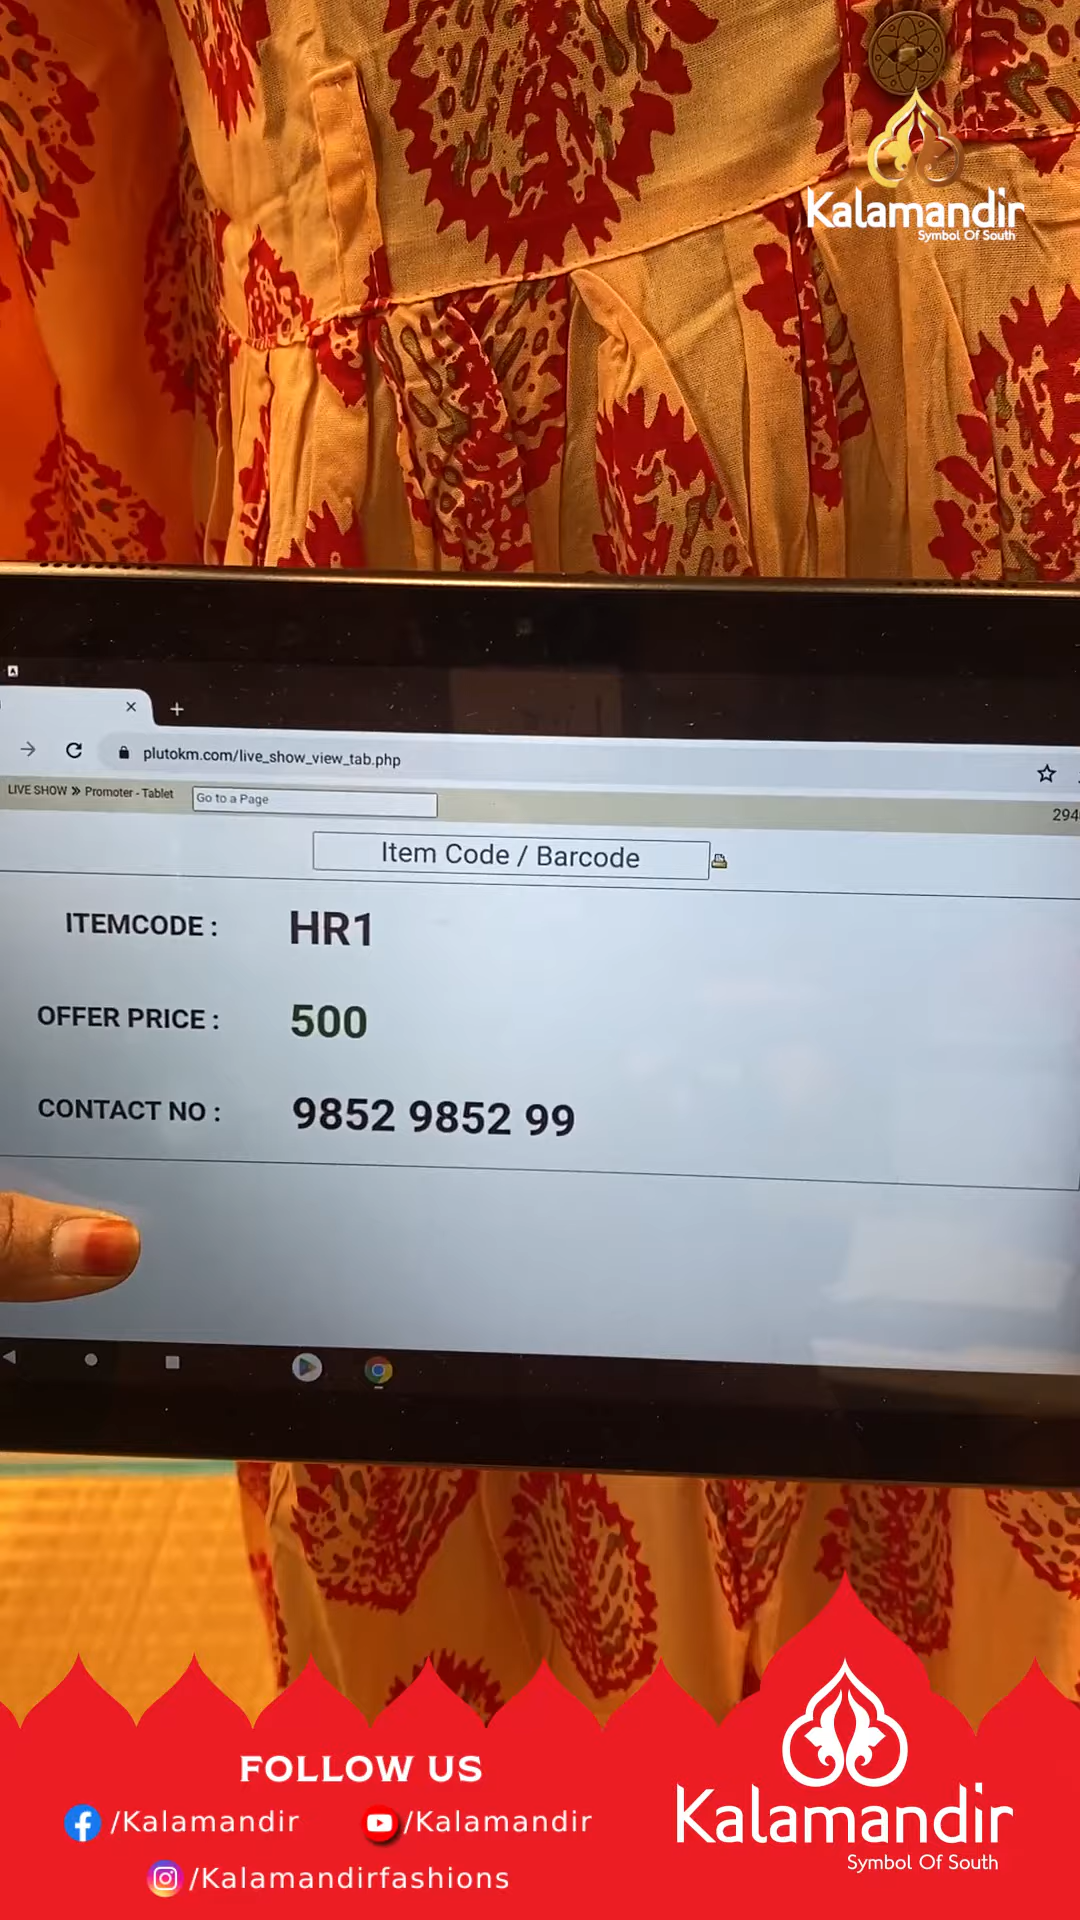 Kalamandir
Symbol Of South
plutokm.com/live_show_view_tab.php
LIVE SHOW » Promoter - Tablet
Go to a Page
294
Item Code / Barcode
ITEMCODE : HR1
OFFER PRICE : 500
CONTACT NO : 9852 9852 99
FOLLOW US
/Kalamandir
/Kalamandir
/Kalamandirfashions
Kalamandir
Symbol Of South